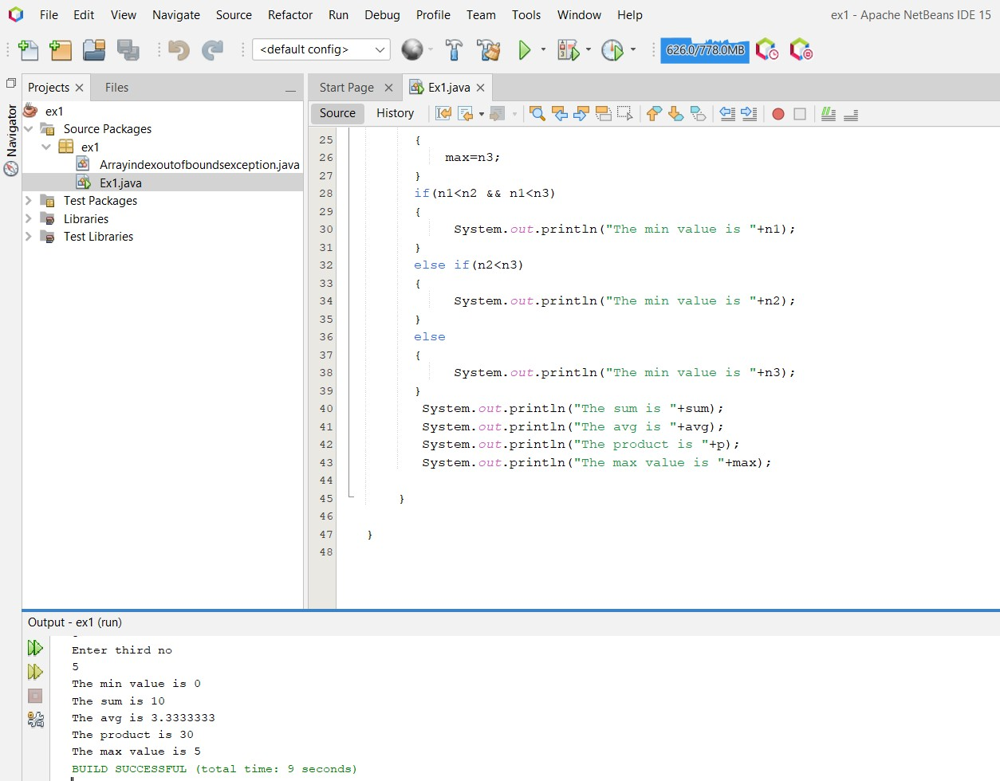 File Edit View Navigate Source Refactor Run Debug Profile Team Tools Window Help
ex1 - Apache NetBeans IDE 15
<default config>
626.0/778.0MB
Projects
Files
Navigator
ex1
Source Packages
ex1
Arrayindexoutofboundsexception.java
Ex1.java
Test Packages
Libraries
Test Libraries
Start Page
Ex1.java
Source
History
25 {
26 max=n3;
27 }
28 if(n1<n2 && n1<n3)
29 {
30 System.out.println("The min value is "+n1);
31 }
32 else if(n2<n3)
33 {
34 System.out.println("The min value is "+n2);
35 }
36 else
37 {
38 System.out.println("The min value is "+n3);
39 }
40 System.out.println("The sum is "+sum);
41 System.out.println("The avg is "+avg);
42 System.out.println("The product is "+p);
43 System.out.println("The max value is "+max);
44
45 }
46
47 }
48
Output - ex1 (run)
Enter third no
5
The min value is 0
The sum is 10
The avg is 3.3333333
The product is 30
The max value is 5
BUILD SUCCESSFUL (total time: 9 seconds)